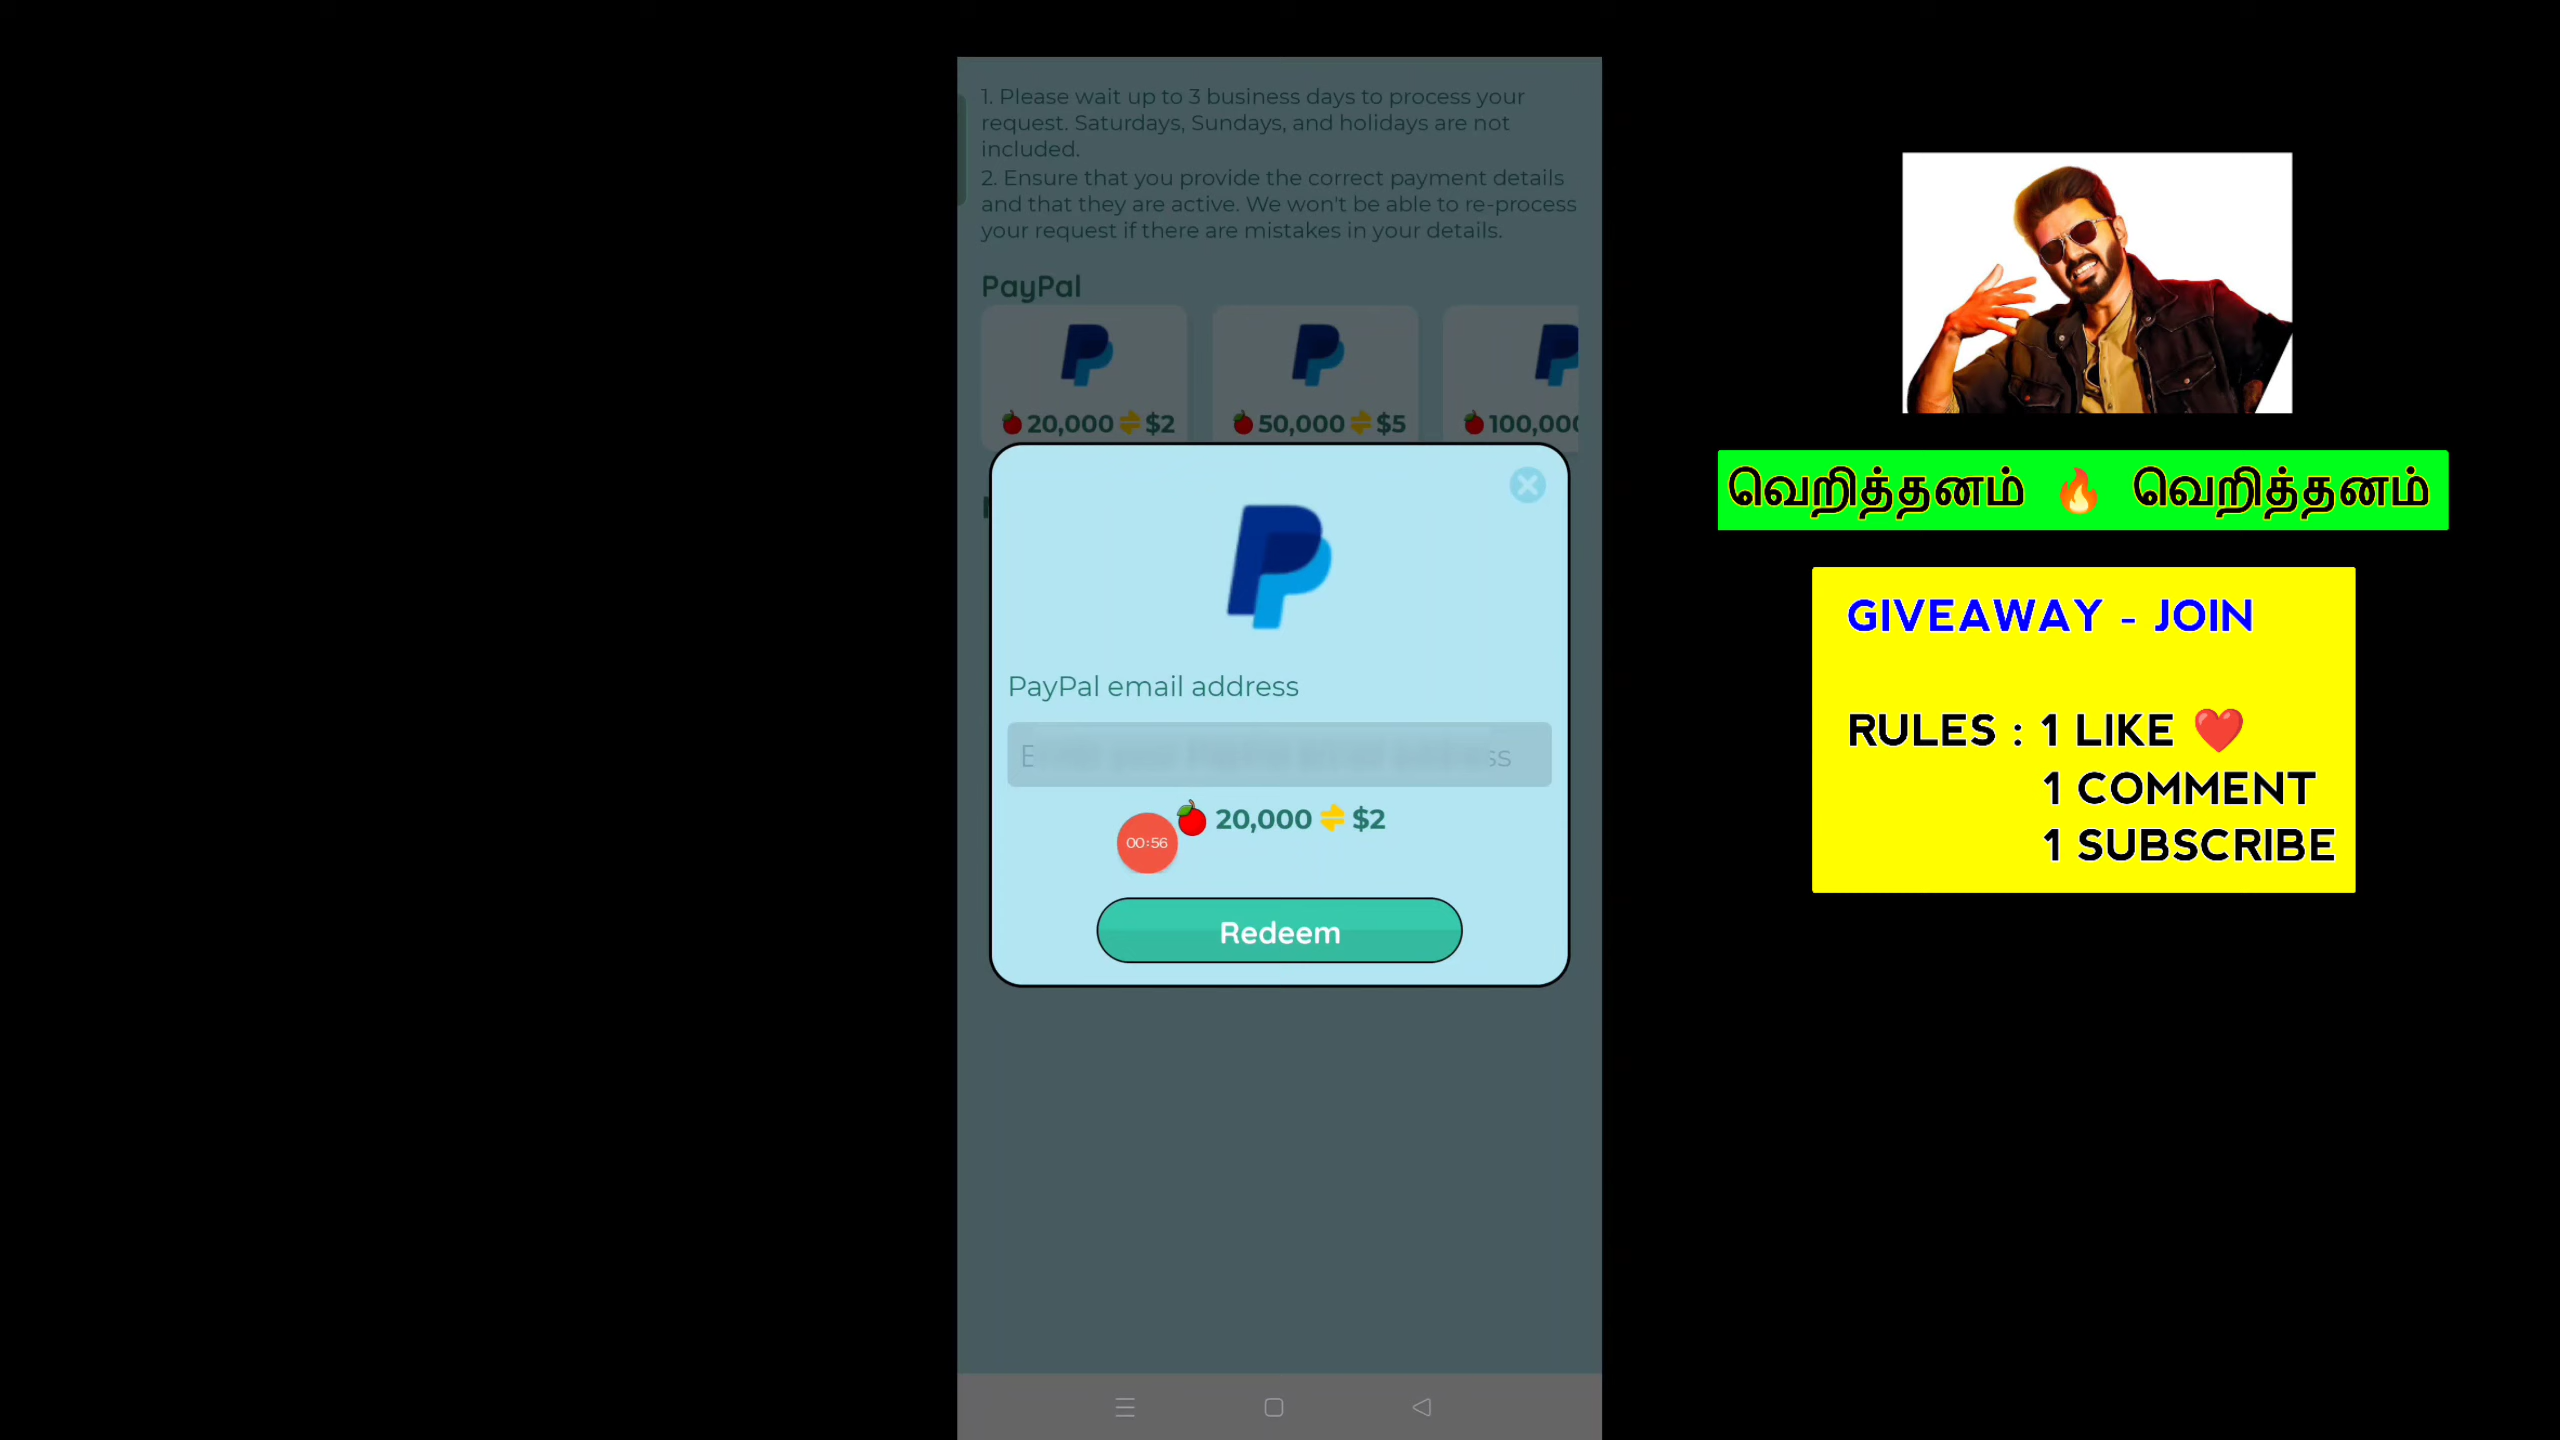 1. Please wait up to 3 business days to process your
request. Saturdays, Sundays, and holidays are not
included.
2. Ensure that you provide the correct payment details
and that they are active. We won't be able to re-process
your request if there are mistakes in your details.
PayPal
20,000 $2
50,000 $5
PayPal email address
20,000 $2
00:56
Redeem
வெறித்தனம் 🔥 வெறித்தனம்
GIVEAWAY - JOIN
RULES : 1 LIKE ❤️
1 COMMENT
1 SUBSCRIBE